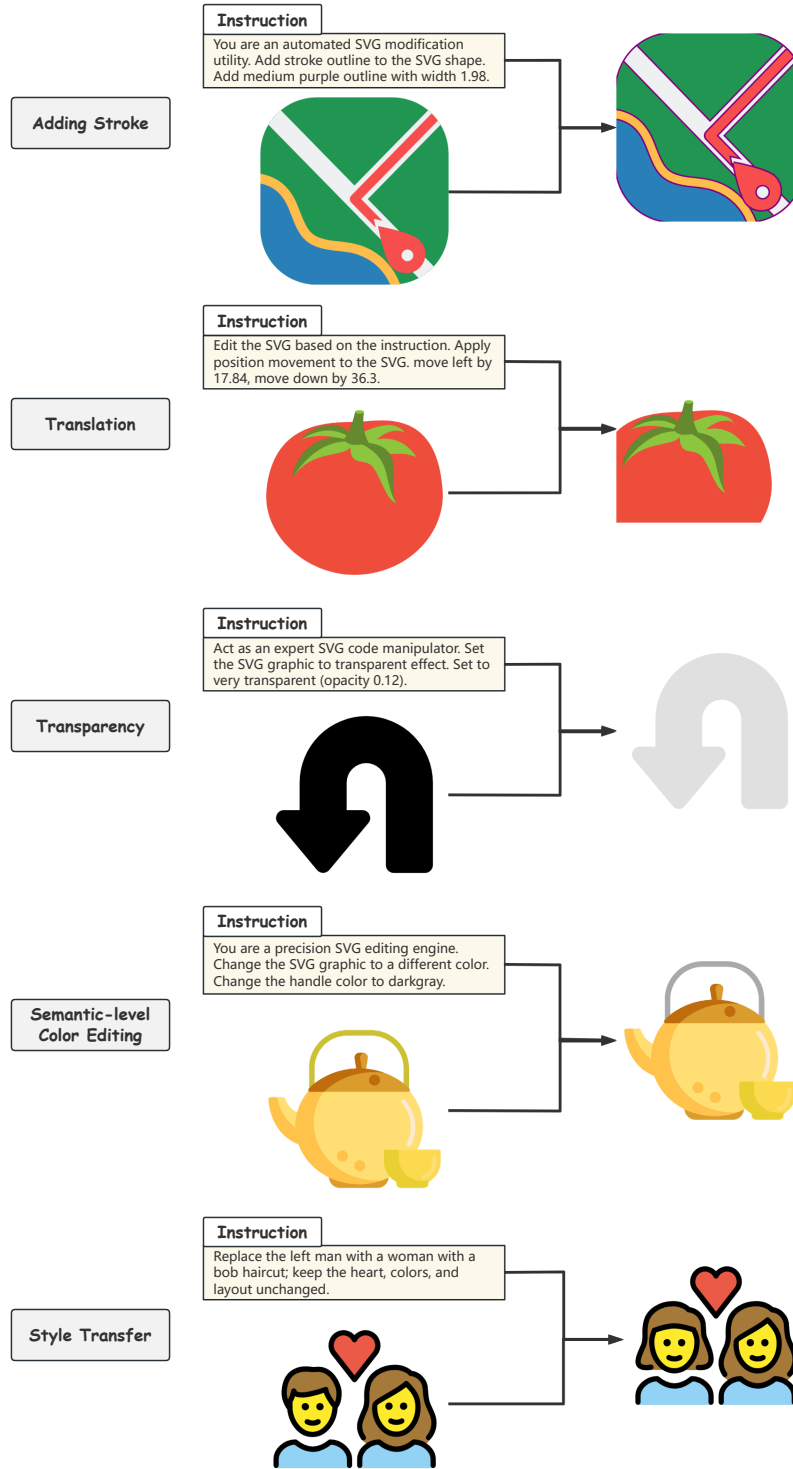 Instruction
You are an automated SVG modification
utility. Add stroke outline to the SVG shape.
Add medium purple outline with width 1.98.
Adding Stroke
Instruction
Edit the SVG based on the instruction. Apply
position movement to the SVG. move left by
17.84, move down by 36.3.
Translation
Instruction
Act as an expert SVG code manipulator. Set
the SVG graphic to transparent effect. Set to
very transparent (opacity 0.12).
Transparency
Instruction
You are a precision SVG editing engine.
Change the SVG graphic to a different color.
Change the handle color to darkgray.
Semantic-level
Color Editing
Instruction
Replace the left man with a woman with a
bob haircut; keep the heart, colors, and
layout unchanged.
Style Transfer